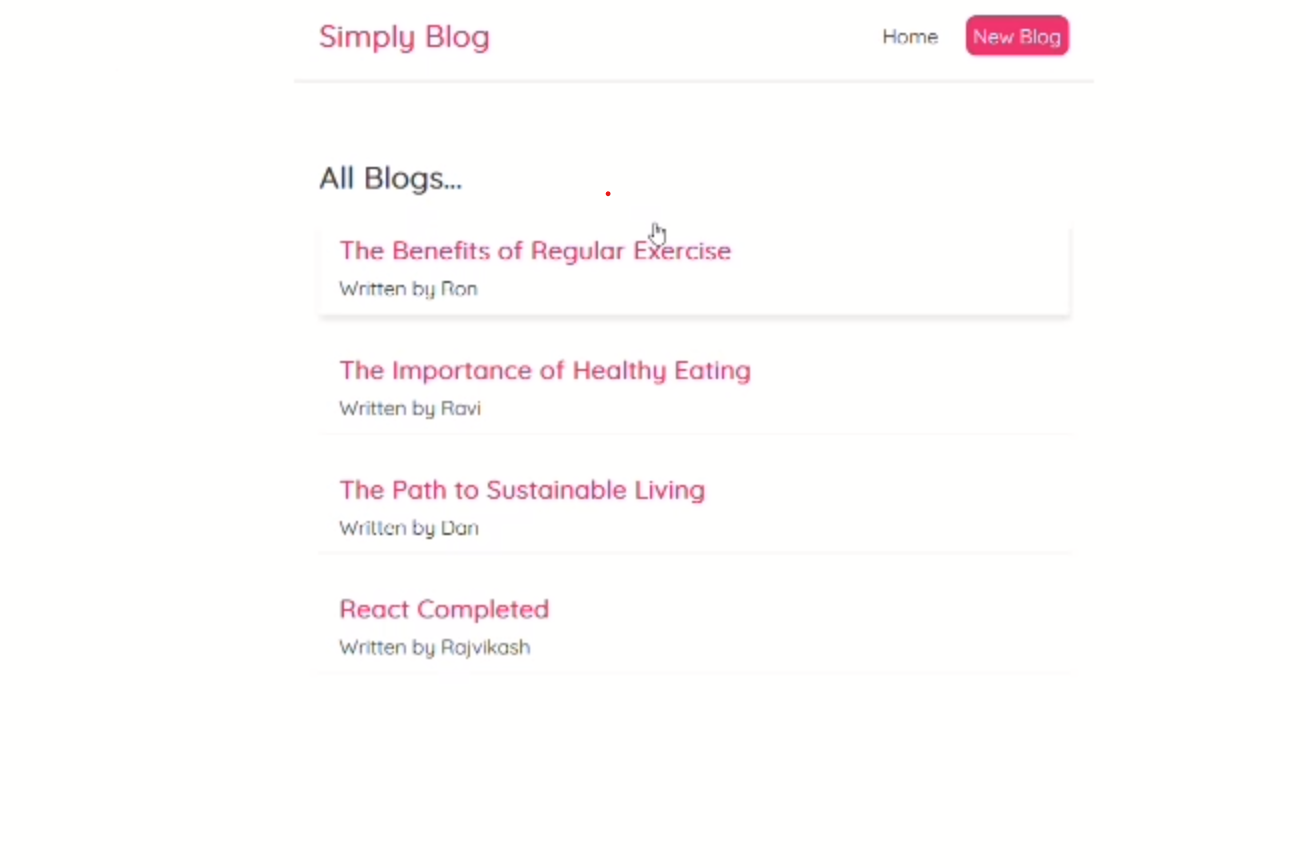 Simply Blog
Home
New Blog
All Blogs...
The Benefits of Regular Exercise
Written by Ron
The Importance of Healthy Eating
Written by Ravi
The Path to Sustainable Living
Written by Dan
React Completed
Written by Rajvikash